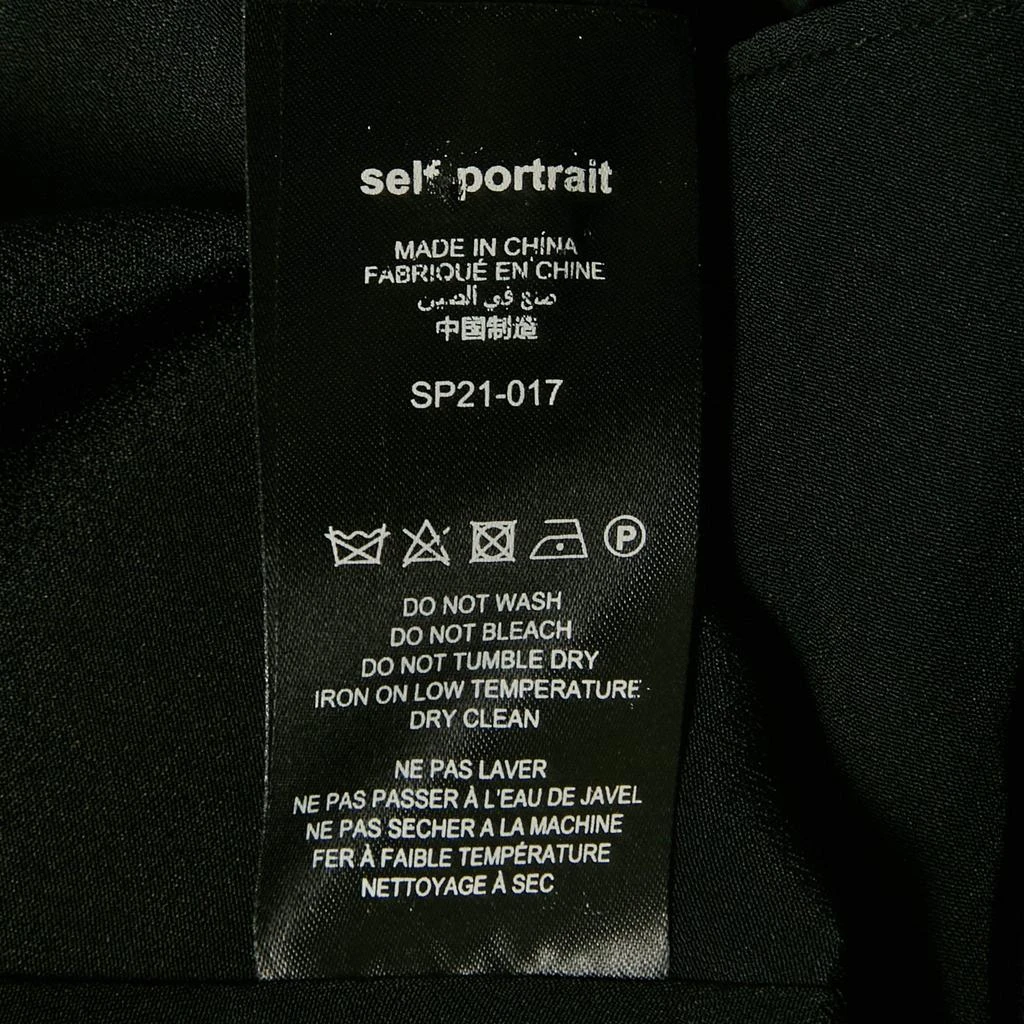 self portrait
MADE IN CHINA
FABRIQUÉ EN CHINE
صنع في الصين
中国制造
SP21-017
P
DO NOT WASH
DO NOT BLEACH
DO NOT TUMBLE DRY
IRON ON LOW TEMPERATURE
DRY CLEAN
NE PAS LAVER
NE PAS PASSER À L'EAU DE JAVEL
NE PAS SECHER A LA MACHINE
FER À FAIBLE TEMPÉRATURE
NETTOYAGE À SEC